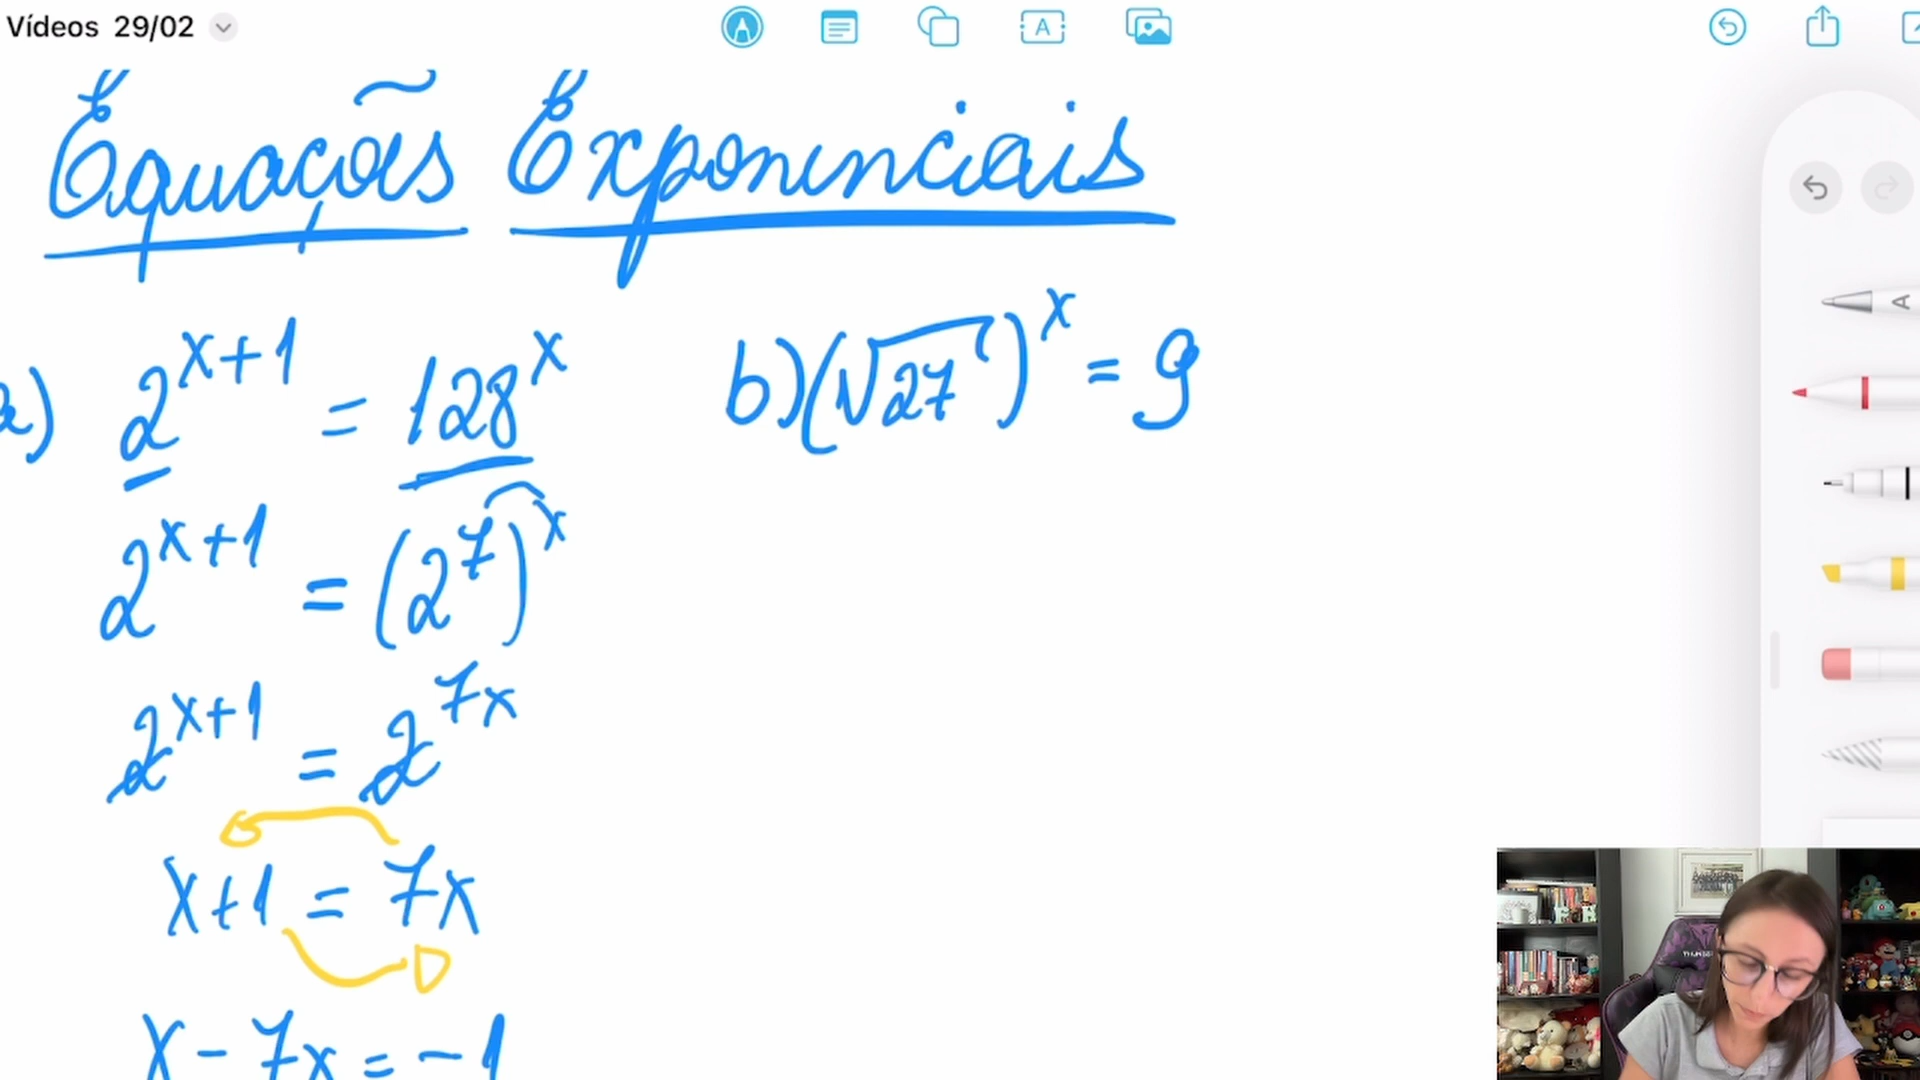 Vídeos 29/02
A
Equações Exponenciais
a) 2^{x+1} = 128^x
2^{x+1} = (2^7)^x
2^{x+1} = 2^{7x}
x+1 = 7x
x - 7x = -1
b) (√27)^x = 9
A